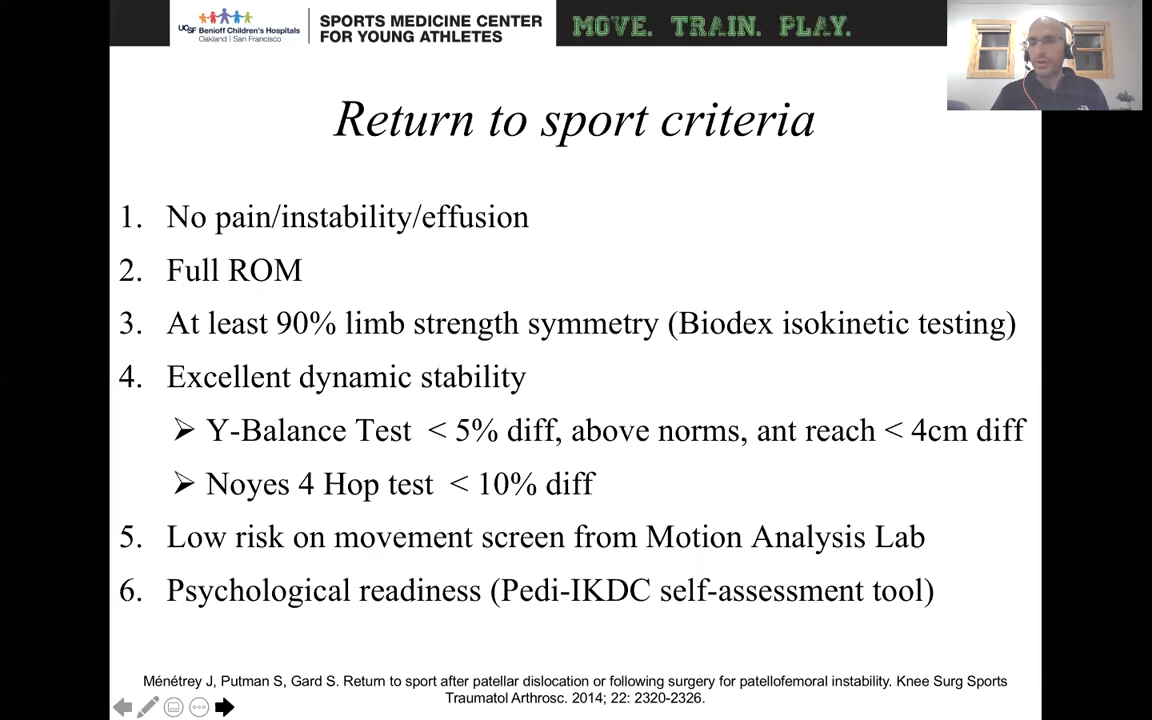 UCSF Benioff Children's Hospitals
Oakland | San Francisco
SPORTS MEDICINE CENTER
FOR YOUNG ATHLETES
MOVE. TRAIN. PLAY.
Return to sport criteria
1. No pain/instability/effusion
2. Full ROM
3. At least 90% limb strength symmetry (Biodex isokinetic testing)
4. Excellent dynamic stability
➢ Y-Balance Test < 5% diff, above norms, ant reach < 4cm diff
➢ Noyes 4 Hop test < 10% diff
5. Low risk on movement screen from Motion Analysis Lab
6. Psychological readiness (Pedi-IKDC self-assessment tool)
Ménétrey J, Putman S, Gard S. Return to sport after patellar dislocation or following surgery for patellofemoral instability. Knee Surg Sports
Traumatol Arthrosc. 2014; 22: 2320-2326.